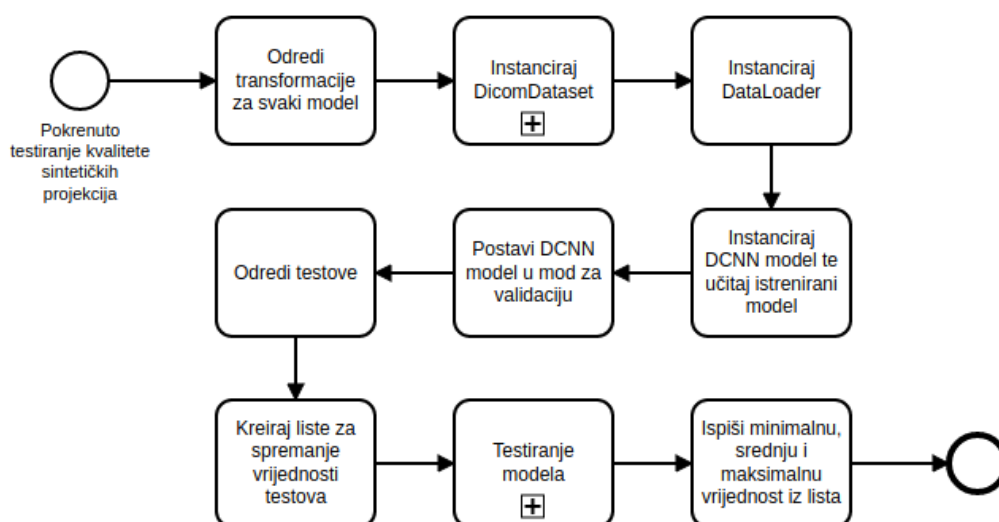 Pokrenuto
testiranje kvalitete
sintetičkih
projekcija
Odredi
transformacije
za svaki model
Instanciraj
DicomDataset
Instanciraj
DataLoader
Instanciraj
DCNN model te
učitaj istrenirani
model
Postavi DCNN
model u mod za
validaciju
Odredi testove
Kreiraj liste za
spremanje
vrijednosti
testova
Testiranje
modela
Ispiši minimalnu,
srednju i
maksimalnu
vrijednost iz lista